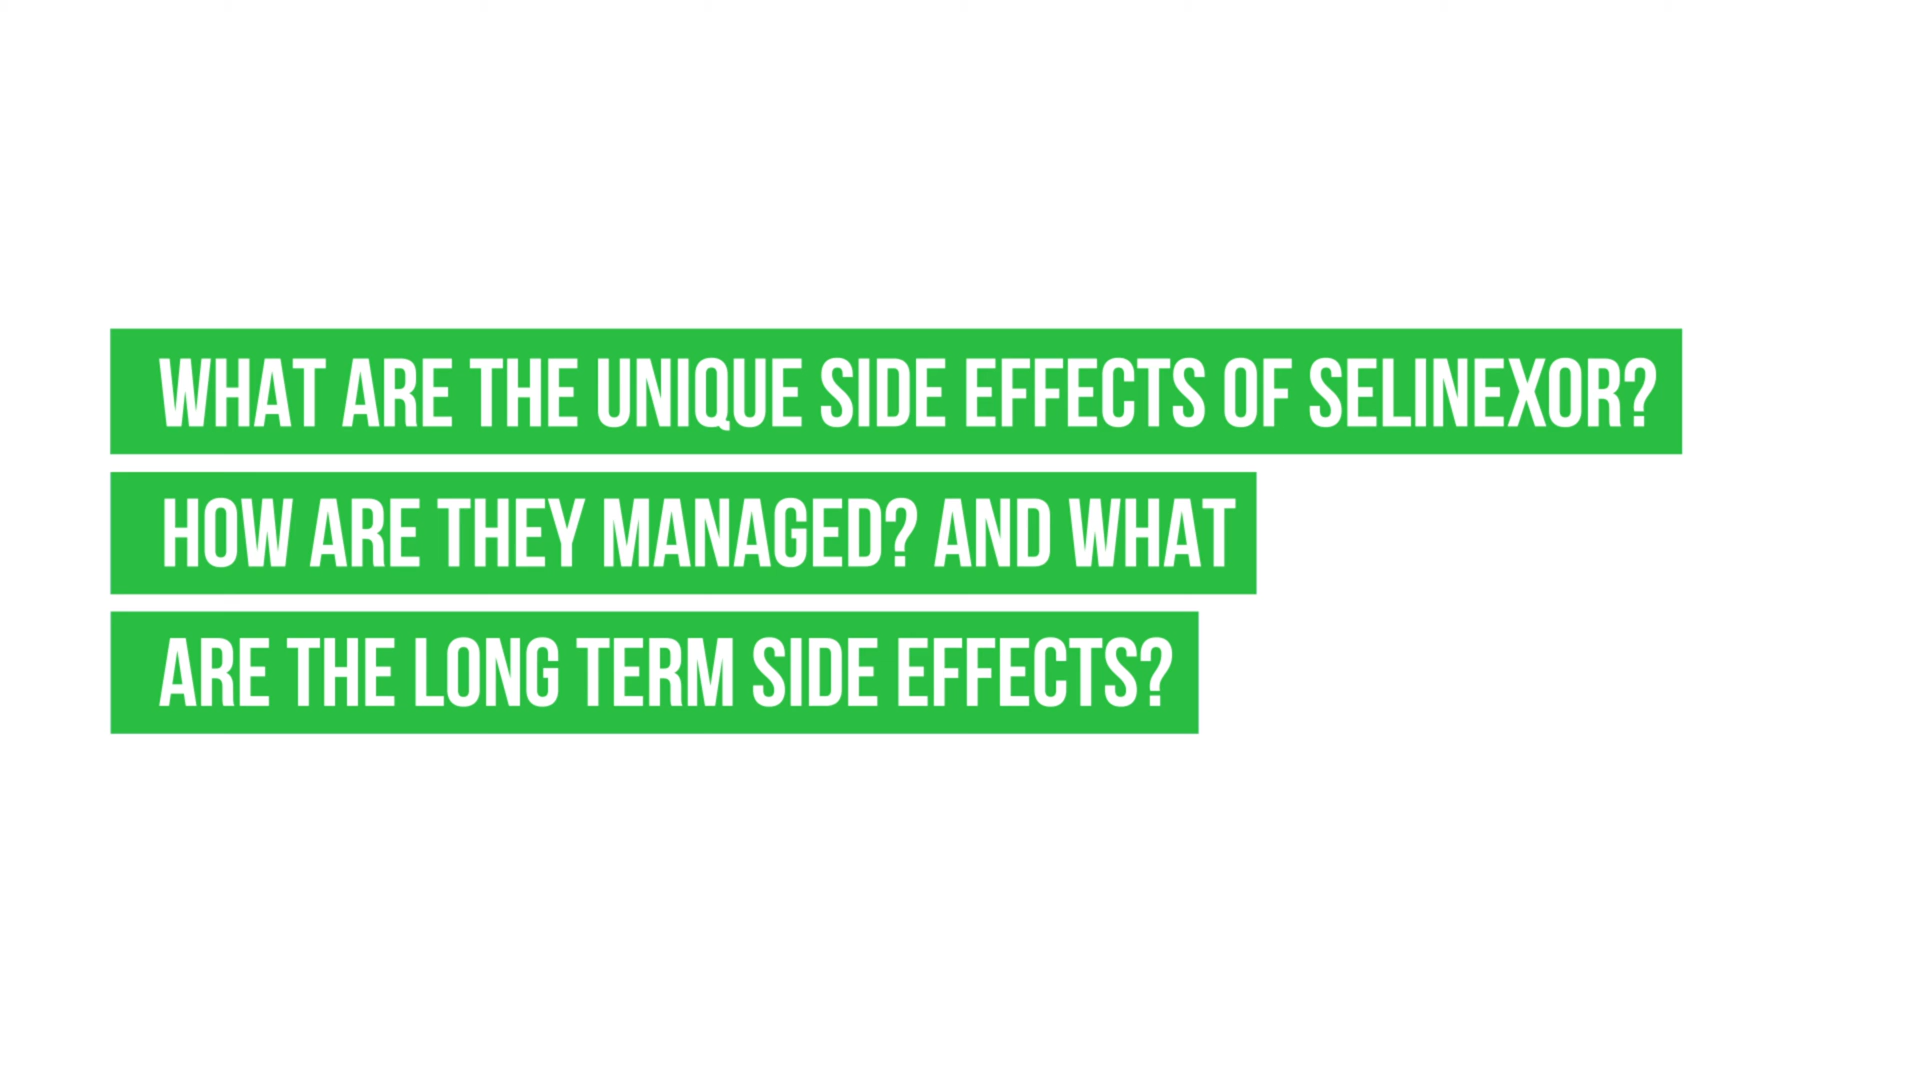 WHAT ARE THE UNIQUE SIDE EFFECTS OF SELINEXOR?
HOW ARE THEY MANAGED? AND WHAT
ARE THE LONG TERM SIDE EFFECTS?